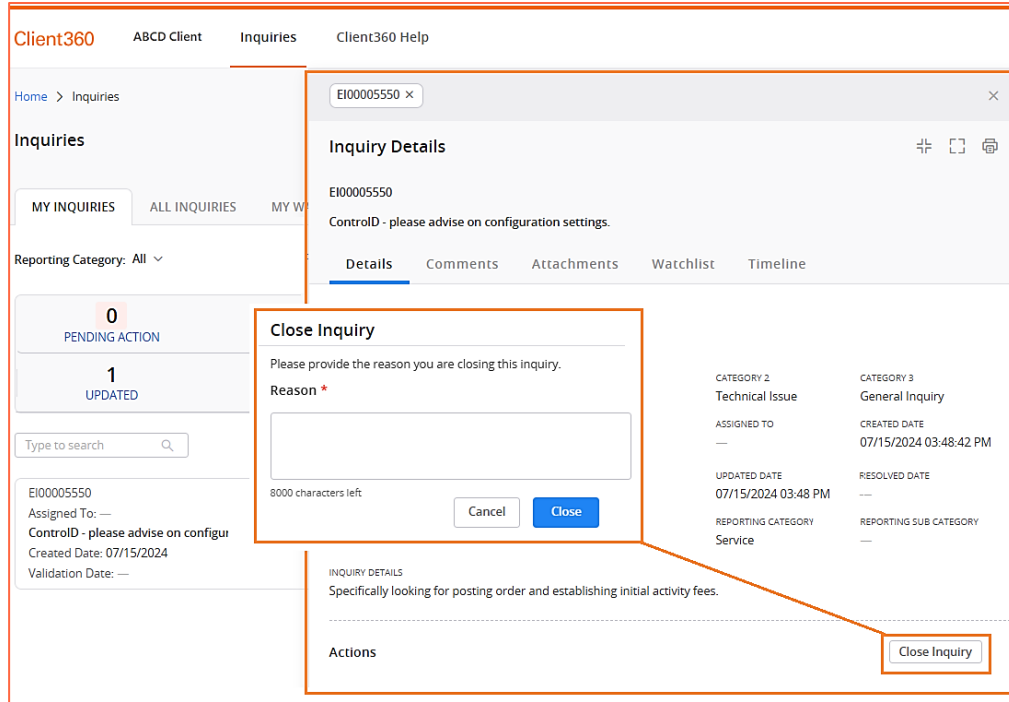 Client360 ABCD Client Inquiries Client360 Help
Home > Inquiries
Inquiries
MY INQUIRIES ALL INQUIRIES MY
Reporting Category: All
0
PENDING ACTION
1
UPDATED
Type to search
EI00005550
Assigned To: —
ControlD - please advise on configur
Created Date: 07/15/2024
Validation Date: —
EI00005550 ×
Inquiry Details
EI00005550
ControlD - please advise on configuration settings.
Details Comments Attachments Watchlist Timeline
Close Inquiry
Please provide the reason you are closing this inquiry.
Reason *
8000 characters left
Cancel Close
CATEGORY 2 CATEGORY 3
Technical Issue General Inquiry
ASSIGNED TO CREATED DATE
— 07/15/2024 03:48:42 PM
UPDATED DATE RESOLVED DATE
07/15/2024 03:48 PM —
REPORTING CATEGORY REPORTING SUB CATEGORY
Service —
INQUIRY DETAILS
Specifically looking for posting order and establishing initial activity fees.
Actions Close Inquiry